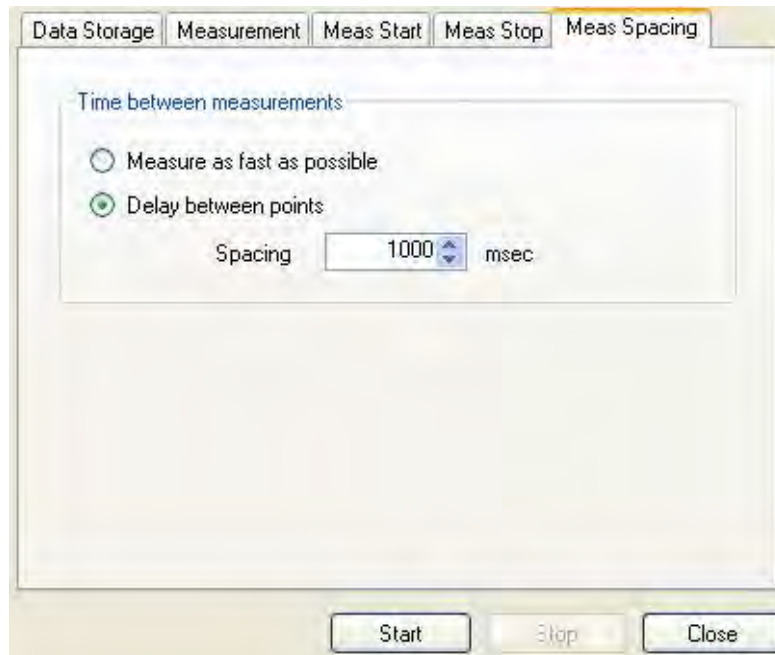 Data Storage Measurement Meas Start Meas Stop Meas Spacing
Time between measurements
Measure as fast as possible
Delay between points
Spacing 1000 msec
Start Stop Close